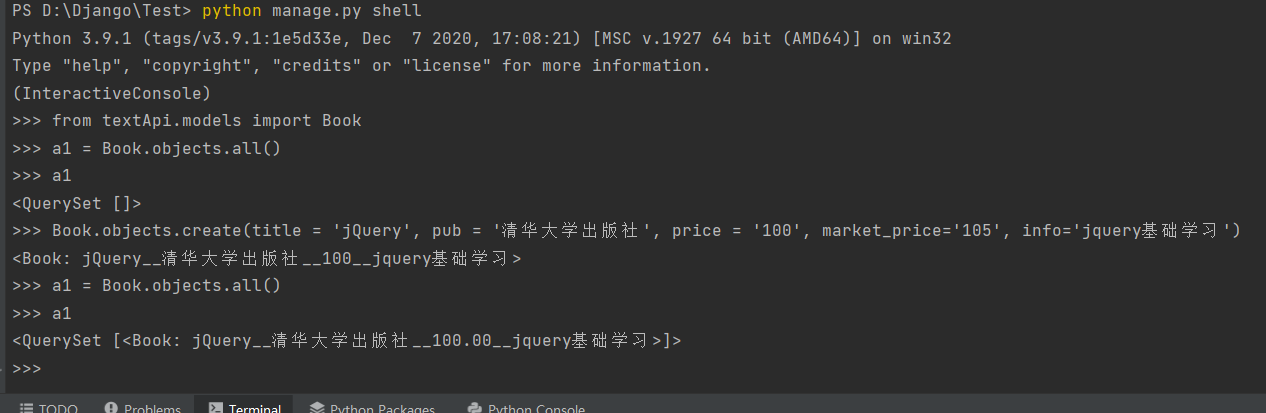 PS D:\Django\Test> python manage.py shell
Python 3.9.1 (tags/v3.9.1:1e5d33e, Dec  7 2020, 17:08:21) [MSC v.1927 64 bit (AMD64)] on win32
Type "help", "copyright", "credits" or "license" for more information.
(InteractiveConsole)
>>> from textApi.models import Book
>>> a1 = Book.objects.all()
>>> a1
<QuerySet []>
>>> Book.objects.create(title = 'jQuery', pub = '清华大学出版社', price = '100', market_price='105', info='jquery基础学习')
<Book: jQuery__清华大学出版社__100__jquery基础学习>
>>> a1 = Book.objects.all()
>>> a1
<QuerySet [<Book: jQuery__清华大学出版社__100.00__jquery基础学习>]>
>>>
TODO Problems Terminal Python Packages Python Console